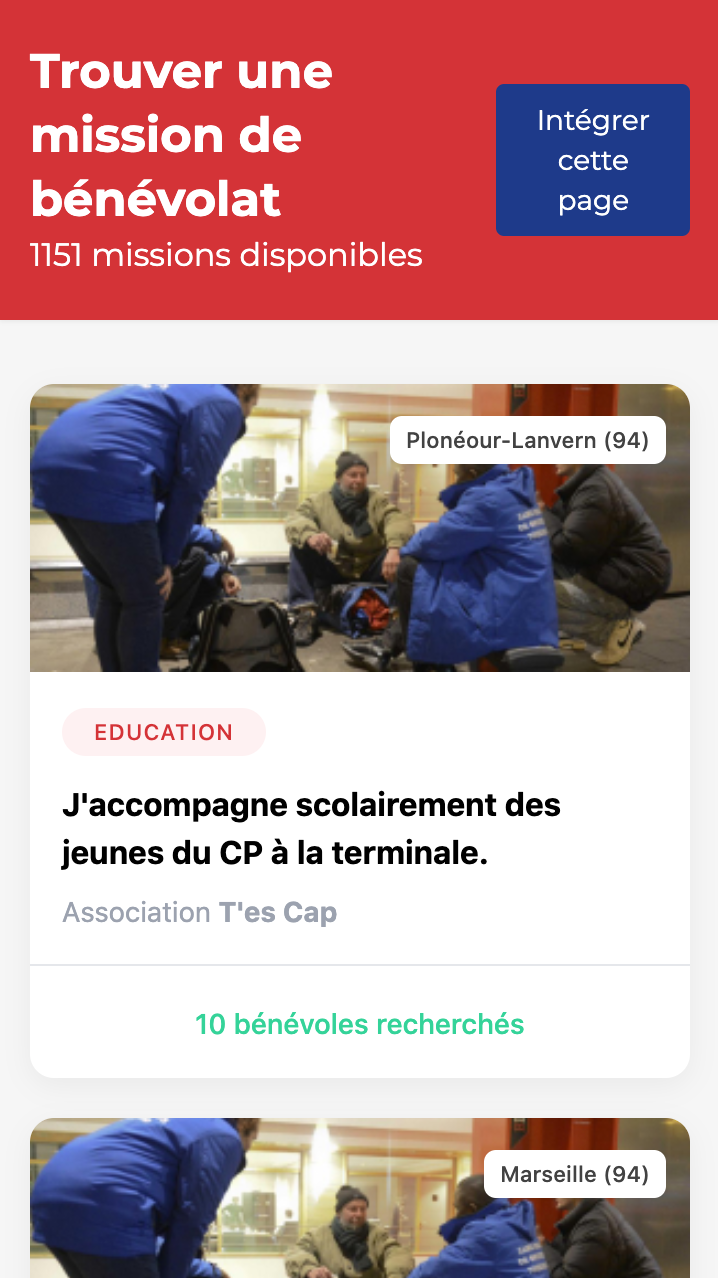 Trouver une
mission de
bénévolat
1151 missions disponibles
Intégrer
cette
page
Plonéour-Lanvern (94)
EDUCATION
J'accompagne scolairement des
jeunes du CP à la terminale.
Association T'es Cap
10 bénévoles recherchés
Marseille (94)